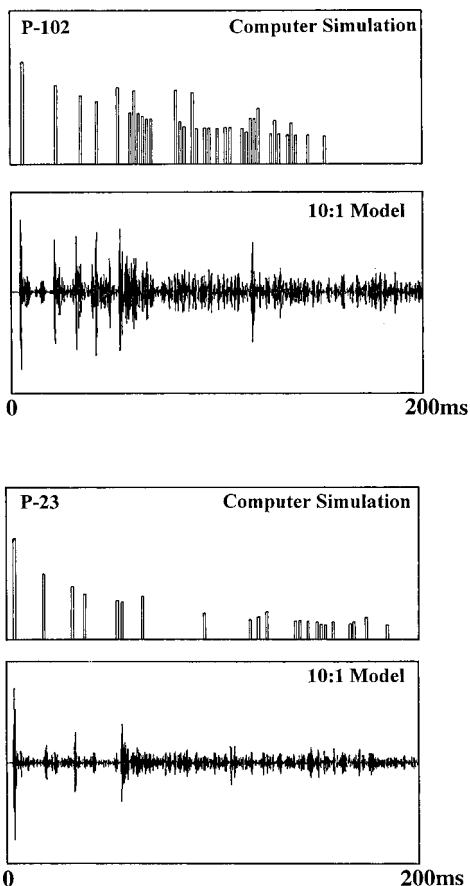 P-102 Computer Simulation
10:1 Model
0 200ms
P-23 Computer Simulation
10:1 Model
0 200ms